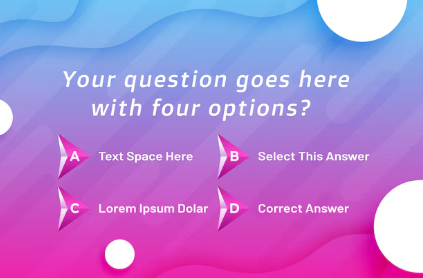 Your question goes here
with four options?
A Text Space Here
B Select This Answer
C Lorem Ipsum Dolar
D Correct Answer